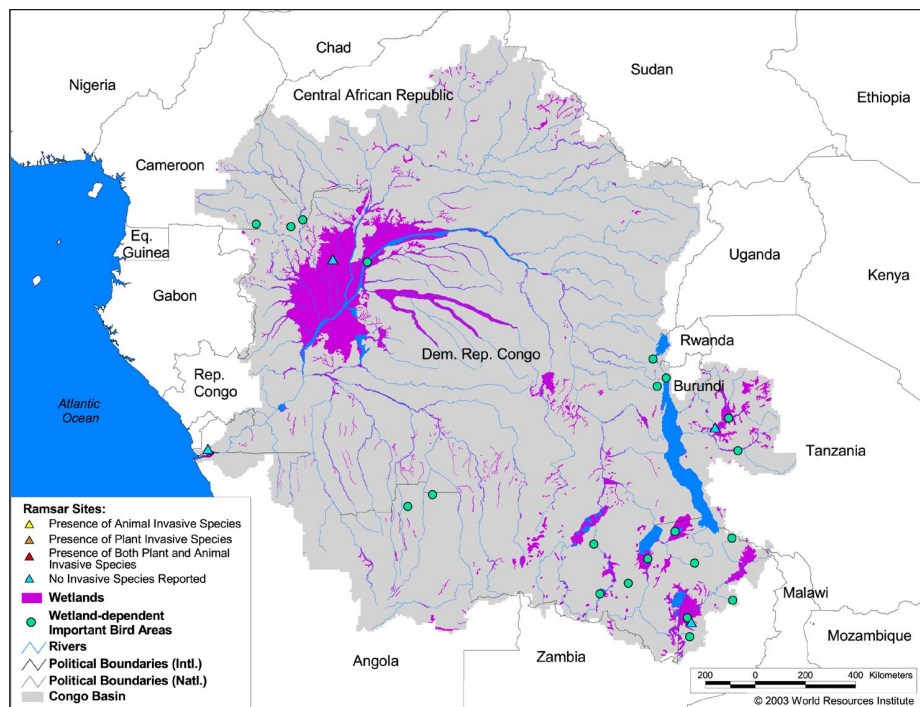 Chad
Nigeria
Sudan
Central African Republic
Ethiopia
Cameroon
Eq.
Guinea
Uganda
Kenya
Gabon
Rwanda
Dem. Rep. Congo
Rep.
Congo
Burundi
Atlantic
Ocean
Tanzania
Ramsar Sites:
Presence of Animal Invasive Species
Presence of Plant Invasive Species
Presence of Both Plant and Animal
Invasive Species
No Invasive Species Reported
Wetlands
Wetland-dependent
Important Bird Areas
Rivers
Political Boundaries (Intl.)
Political Boundaries (Natl.)
Congo Basin
Malawi
Mozambique
Angola
Zambia
200 0 200 400 Kilometers
© 2003 World Resources Institute